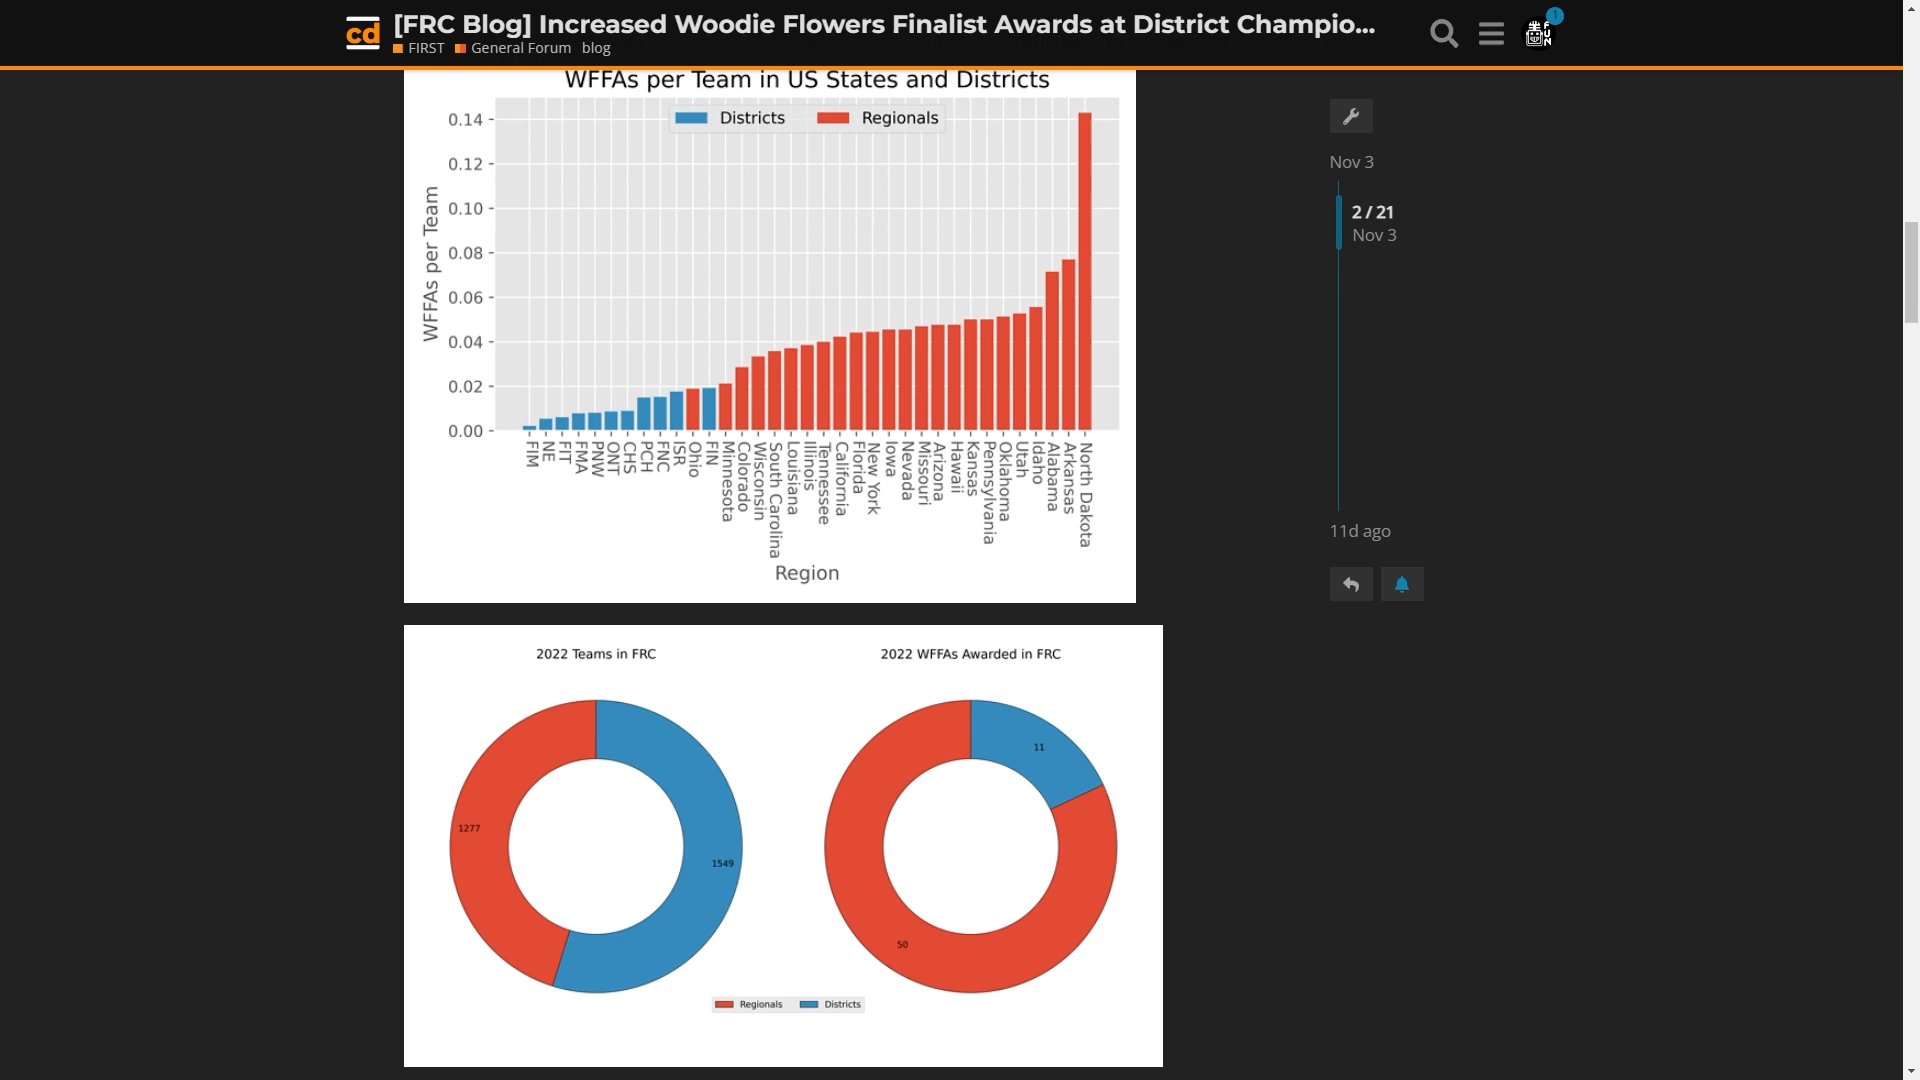 cd
[FRC Blog] Increased Woodie Flowers Finalist Awards at District Champio...
FIRST General Forum blog
1
WFFAs per Team in US States and Districts
Districts Regionals
WFFAs per Team
0.14
0.12
0.10
0.08
0.06
0.04
0.02
0.00
FIM NE FIT FMA PNW ONT CHS PCH FNC ISR Ohio FIN Minnesota Colorado Wisconsin South Carolina Louisiana Illinois Tennessee California Florida New York Iowa Nevada Missouri Arizona Hawaii Kansas Pennsylvania Oklahoma Utah Idaho Alabama Arkansas North Dakota
Region
Nov 3
2 / 21
Nov 3
11d ago
2022 Teams in FRC
1277
1549
2022 WFFAs Awarded in FRC
11
50
Regionals Districts